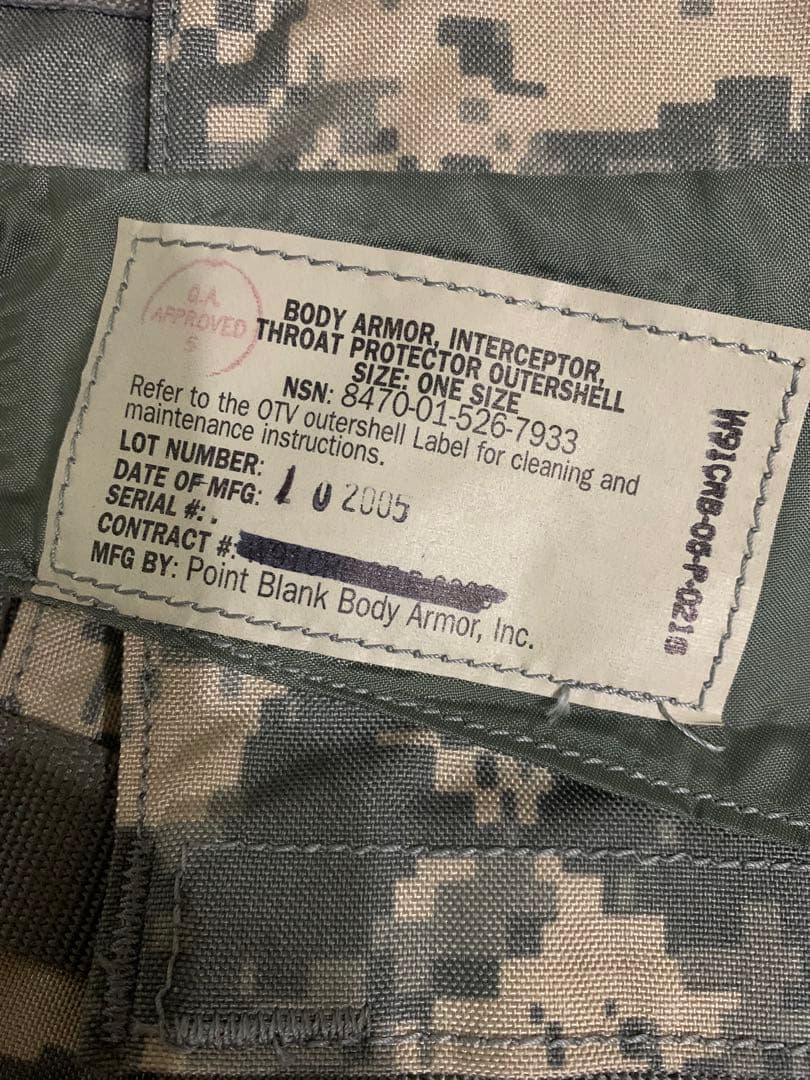 Q.A.
APPROVED
5
BODY ARMOR, INTERCEPTOR,
THROAT PROTECTOR OUTERSHELL
SIZE: ONE SIZE
NSN: 8470-01-526-7933
Refer to the OTV outershell Label for cleaning and
maintenance instructions.
LOT NUMBER:
DATE OF MFG: 10 2005
SERIAL #: .
CONTRACT #:
MFG BY: Point Blank Body Armor, Inc.
W91CRB-05-P-0218